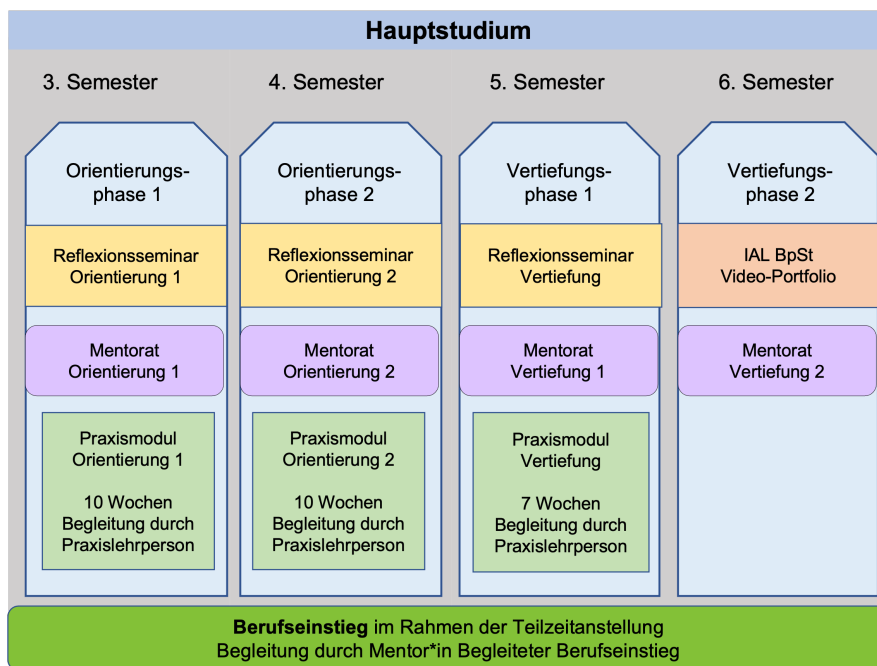 Hauptstudium
3. Semester
4. Semester
5. Semester
6. Semester
Orientierungs-
phase 1
Orientierungs-
phase 2
Vertiefungs-
phase 1
Vertiefungs-
phase 2
Reflexionsseminar
Orientierung 1
Reflexionsseminar
Orientierung 2
Reflexionsseminar
Vertiefung
IAL BpSt
Video-Portfolio
Mentorat
Orientierung 1
Mentorat
Orientierung 2
Mentorat
Vertiefung 1
Mentorat
Vertiefung 2
Praxismodul
Orientierung 1
10 Wochen
Begleitung durch
Praxislehrperson
Praxismodul
Orientierung 2
10 Wochen
Begleitung durch
Praxislehrperson
Praxismodul
Vertiefung
7 Wochen
Begleitung durch
Praxislehrperson
Berufseinstieg im Rahmen der Teilzeitanstellung
Begleitung durch Mentor*in Begleiteter Berufseinstieg